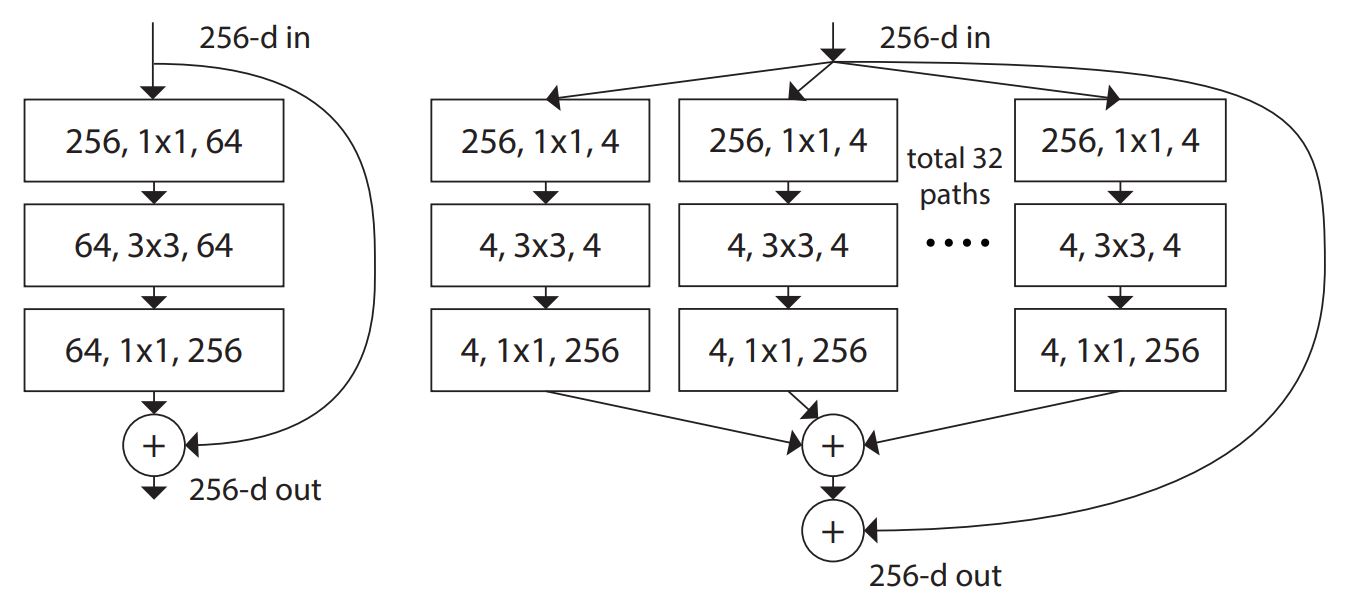 256-d in
256, 1x1, 64
64, 3x3, 64
64, 1x1, 256
+
256-d out
256-d in
256, 1x1, 4
256, 1x1, 4
total 32
paths
256, 1x1, 4
4, 3x3, 4
4, 3x3, 4
....
4, 3x3, 4
4, 1x1, 256
4, 1x1, 256
4, 1x1, 256
+
+
256-d out